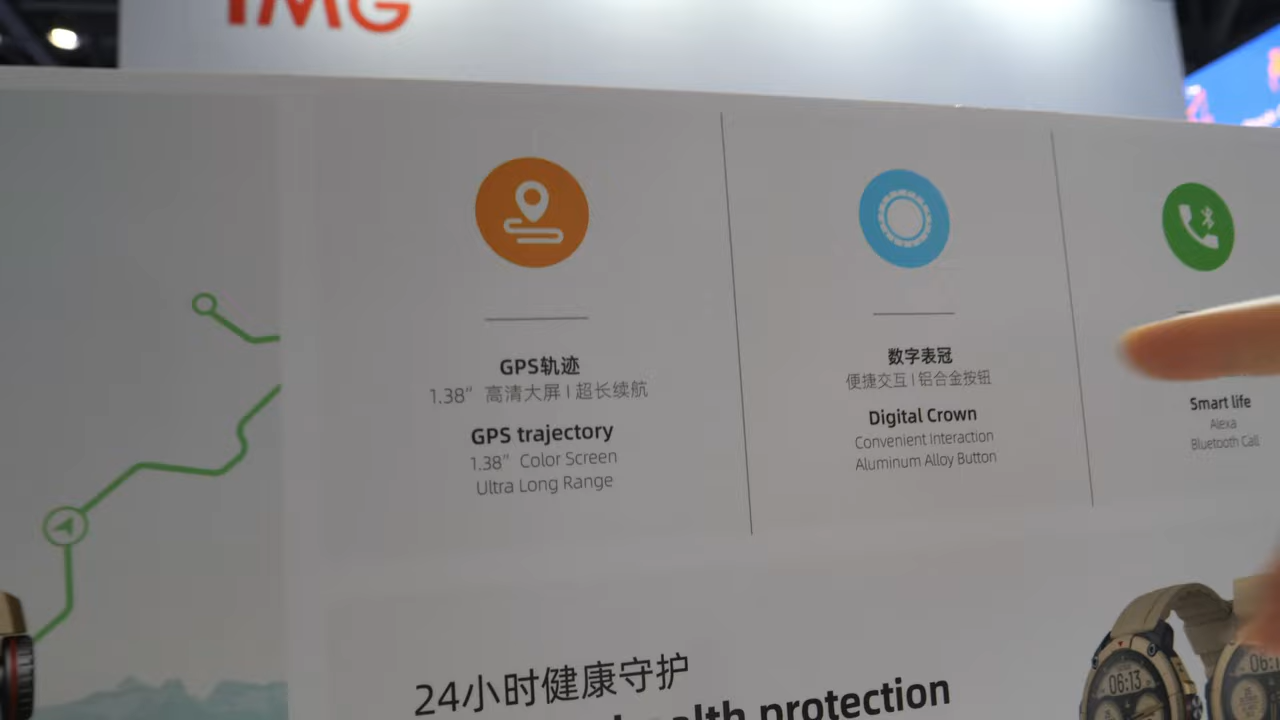 IMG
GPS轨迹
1.38” 高清大屏 | 超长续航
GPS trajectory
1.38” Color Screen
Ultra Long Range
数字表冠
便捷交互 | 铝合金按钮
Digital Crown
Convenient Interaction
Aluminum Alloy Button
Smart life
Alexa
Bluetooth Call
24小时健康守护
health protection
06:13